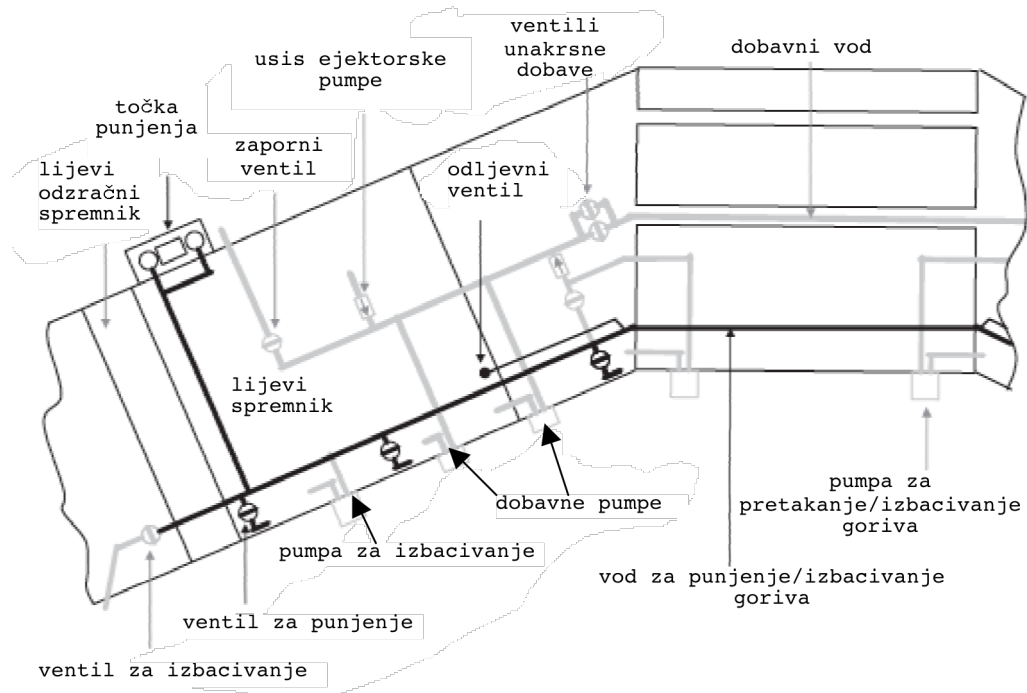 ventili
unakrsne
dobave
dobavni vod
usis ejektorske
pumpe
točka
punjenja
zaporni
ventil
odljevni
ventil
lijevi
odzračni
spremnik
lijevi
spremnik
dobavne pumpe
pumpa za
pretakanje/izbacivanje
goriva
pumpa za izbacivanje
vod za punjenje/izbacivanje
goriva
ventil za punjenje
ventil za izbacivanje